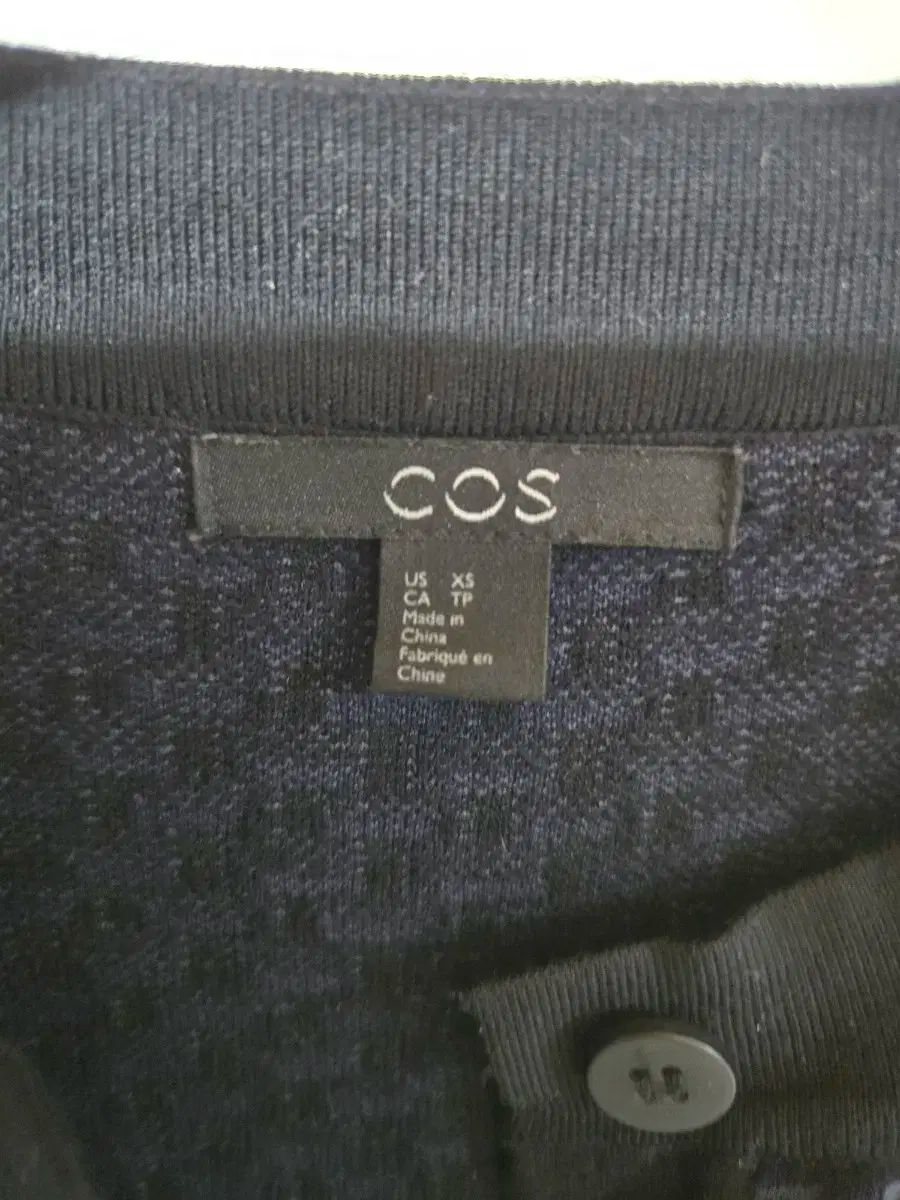 COS
US XS
CA TP
Made in
China
Fabriqué en
Chine